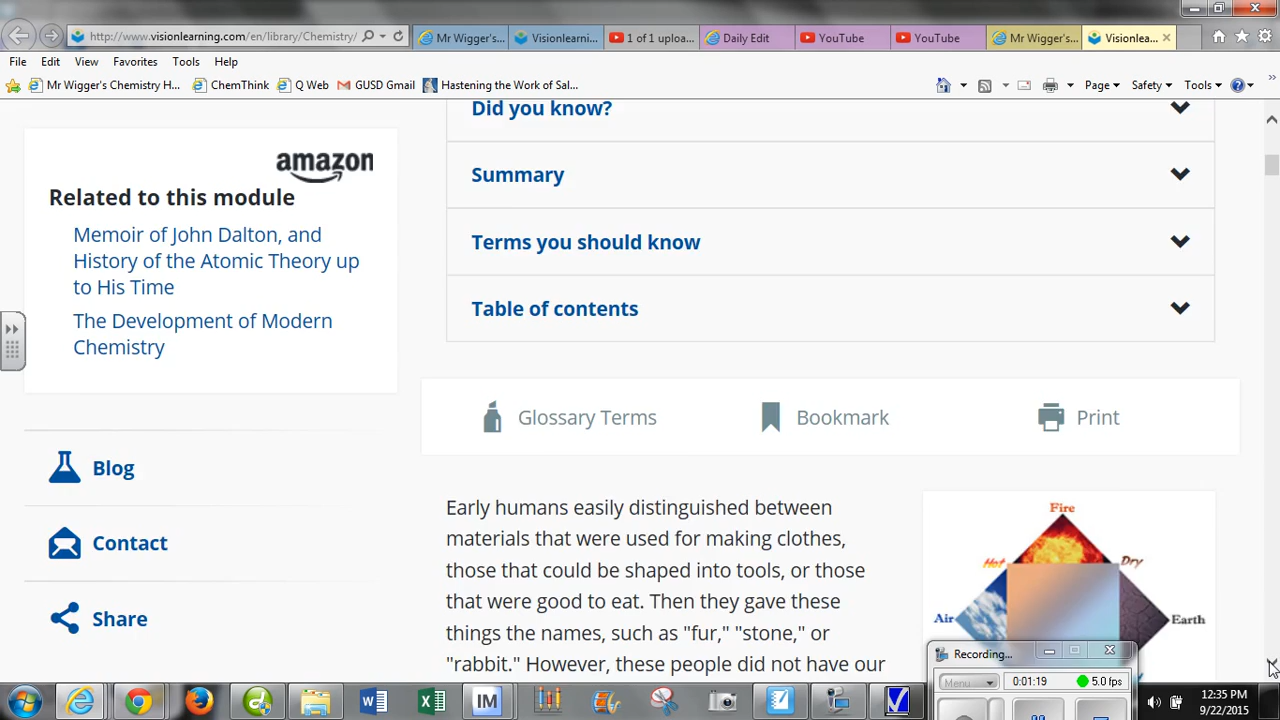 http://www.visionlearning.com/en/library/Chemistry/
Mr Wigger's...
Visionlearni...
1 of 1 uploa...
Daily Edit
YouTube
YouTube
Mr Wigger's...
Visionlea...
File Edit View Favorites Tools Help
Mr Wigger's Chemistry H...
ChemThink
Q Web
GUSD Gmail
Hastening the Work of Sal...
Page
Safety
Tools
amazon
Related to this module
Memoir of John Dalton, and
History of the Atomic Theory up
to His Time
The Development of Modern
Chemistry
Blog
Contact
Share
Did you know?
Summary
Terms you should know
Table of contents
Glossary Terms
Bookmark
Print
Early humans easily distinguished between
materials that were used for making clothes,
those that could be shaped into tools, or those
that were good to eat. Then they gave these
things the names, such as "fur," "stone," or
"rabbit." However, these people did not have our
Fire
Hot
Dry
Air
Earth
Recording...
Menu
0:01:19
5.0 fps
IM
12:35 PM
9/22/2015